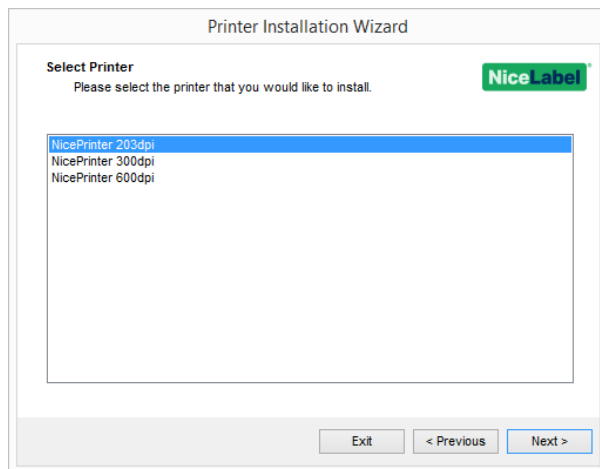 Printer Installation Wizard
Select Printer
Please select the printer that you would like to install.
NiceLabel
NicePrinter 203dpi
NicePrinter 300dpi
NicePrinter 600dpi
Exit
< Previous
Next >